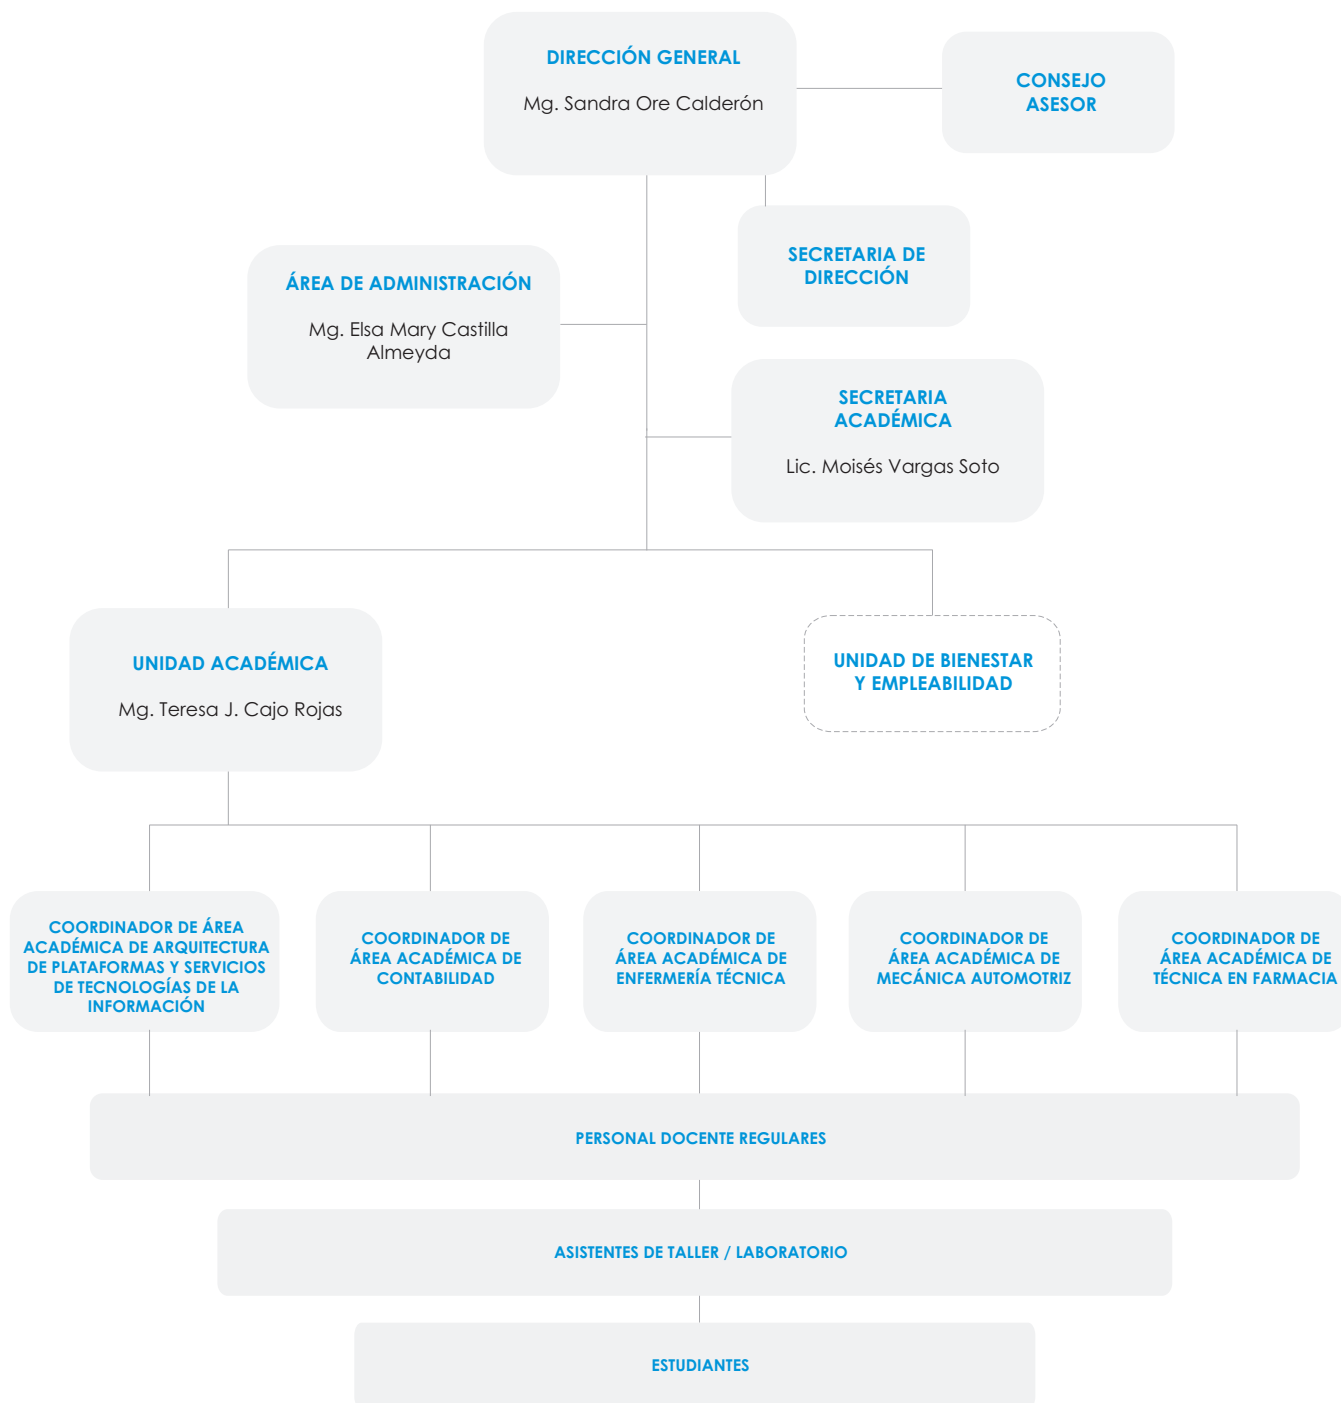 DIRECCIÓN GENERAL
Mg. Sandra Ore Calderón
CONSEJO
ASESOR
SECRETARIA DE
DIRECCIÓN
ÁREA DE ADMINISTRACIÓN
Mg. Elsa Mary Castilla
Almeyda
SECRETARIA
ACADÉMICA
Lic. Moisés Vargas Soto
UNIDAD ACADÉMICA
Mg. Teresa J. Cajo Rojas
UNIDAD DE BIENESTAR
Y EMPLEABILIDAD
COORDINADOR DE ÁREA
ACADÉMICA DE ARQUITECTURA
DE PLATAFORMAS Y SERVICIOS
DE TECNOLOGÍAS DE LA
INFORMACIÓN
COORDINADOR DE
ÁREA ACADÉMICA DE
CONTABILIDAD
COORDINADOR DE
ÁREA ACADÉMICA DE
ENFERMERÍA TÉCNICA
COORDINADOR DE
ÁREA ACADÉMICA DE
MECÁNICA AUTOMOTRIZ
COORDINADOR DE
ÁREA ACADÉMICA DE
TÉCNICA EN FARMACIA
PERSONAL DOCENTE REGULARES
ASISTENTES DE TALLER / LABORATORIO
ESTUDIANTES